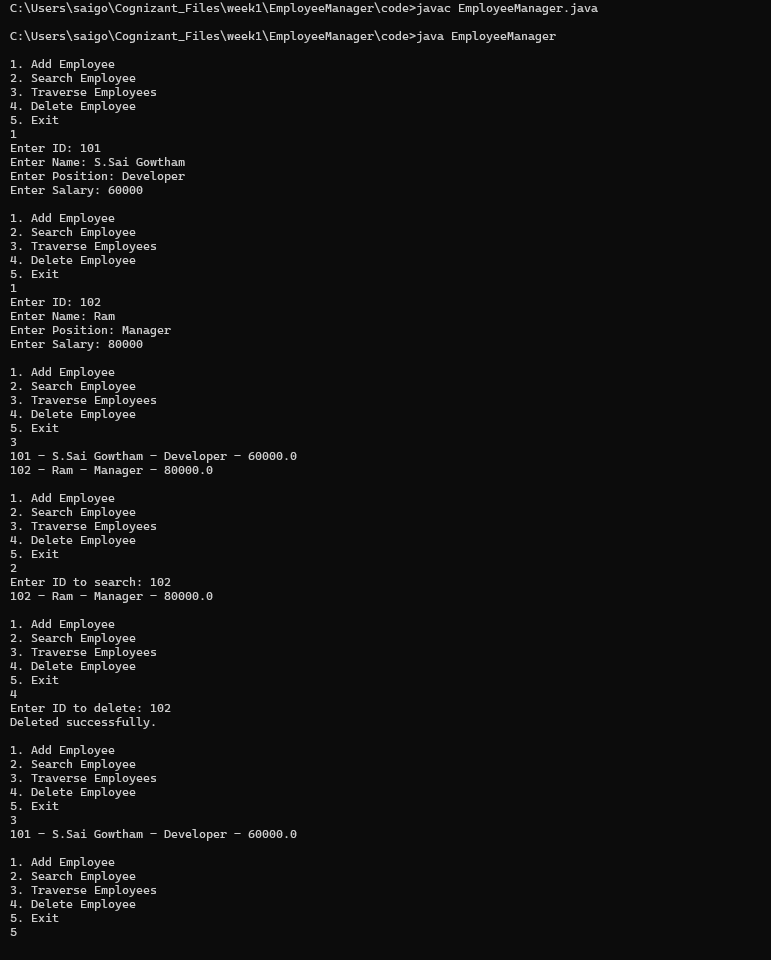 C:\Users\saigo\Cognizant_Files\week1\EmployeeManager\code>javac EmployeeManager.java
C:\Users\saigo\Cognizant_Files\week1\EmployeeManager\code>java EmployeeManager
1. Add Employee
2. Search Employee
3. Traverse Employees
4. Delete Employee
5. Exit
1
Enter ID: 101
Enter Name: S.Sai Gowtham
Enter Position: Developer
Enter Salary: 60000
1. Add Employee
2. Search Employee
3. Traverse Employees
4. Delete Employee
5. Exit
1
Enter ID: 102
Enter Name: Ram
Enter Position: Manager
Enter Salary: 80000
1. Add Employee
2. Search Employee
3. Traverse Employees
4. Delete Employee
5. Exit
3
101 - S.Sai Gowtham - Developer - 60000.0
102 - Ram - Manager - 80000.0
1. Add Employee
2. Search Employee
3. Traverse Employees
4. Delete Employee
5. Exit
2
Enter ID to search: 102
102 - Ram - Manager - 80000.0
1. Add Employee
2. Search Employee
3. Traverse Employees
4. Delete Employee
5. Exit
4
Enter ID to delete: 102
Deleted successfully.
1. Add Employee
2. Search Employee
3. Traverse Employees
4. Delete Employee
5. Exit
3
101 - S.Sai Gowtham - Developer - 60000.0
1. Add Employee
2. Search Employee
3. Traverse Employees
4. Delete Employee
5. Exit
5